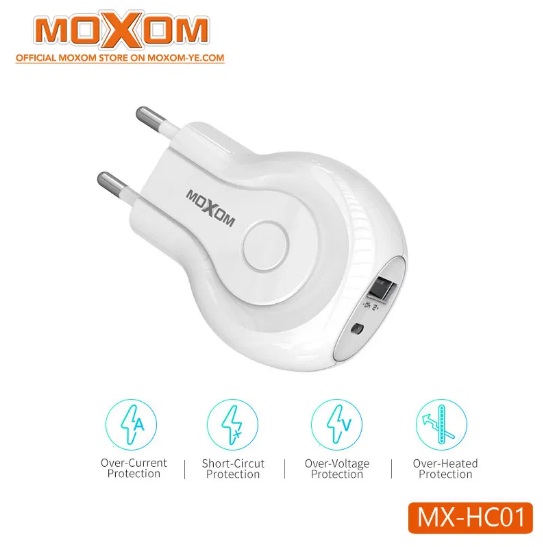 MOXOM
OFFICIAL MOXOM STORE ON MOXOM-YE.COM
MOXOM
A
V
Over-Current
Protection
Short-Circut
Protection
Over-Voltage
Protection
Over-Heated
Protection
MX-HC01